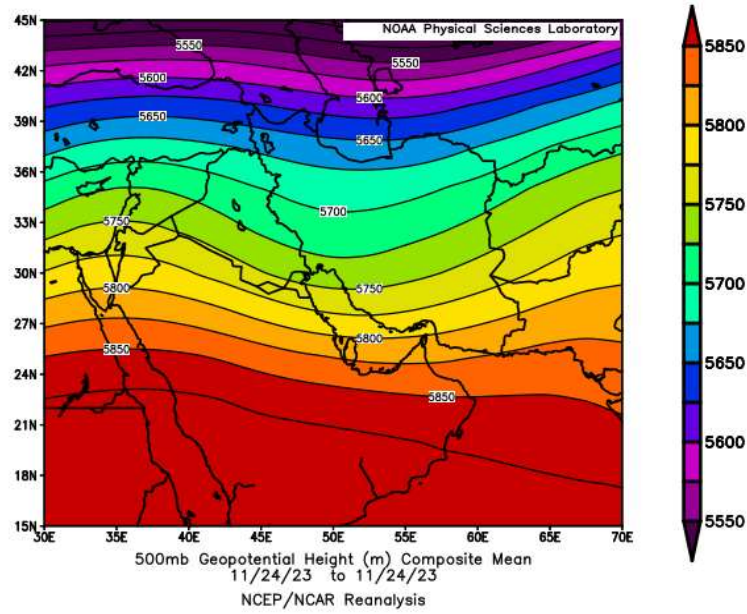 NOAA Physical Sciences Laboratory
45N
42N
39N
36N
33N
30N
27N
24N
21N
18N
15N
5550
5550
5600
5600
5650
5650
5700
5750
5750
5800
5800
5850
5850
30E 35E 40E 45E 50E 55E 60E 65E 70E
500mb Geopotential Height (m) Composite Mean
11/24/23 to 11/24/23
NCEP/NCAR Reanalysis
5850
5800
5750
5700
5650
5600
5550